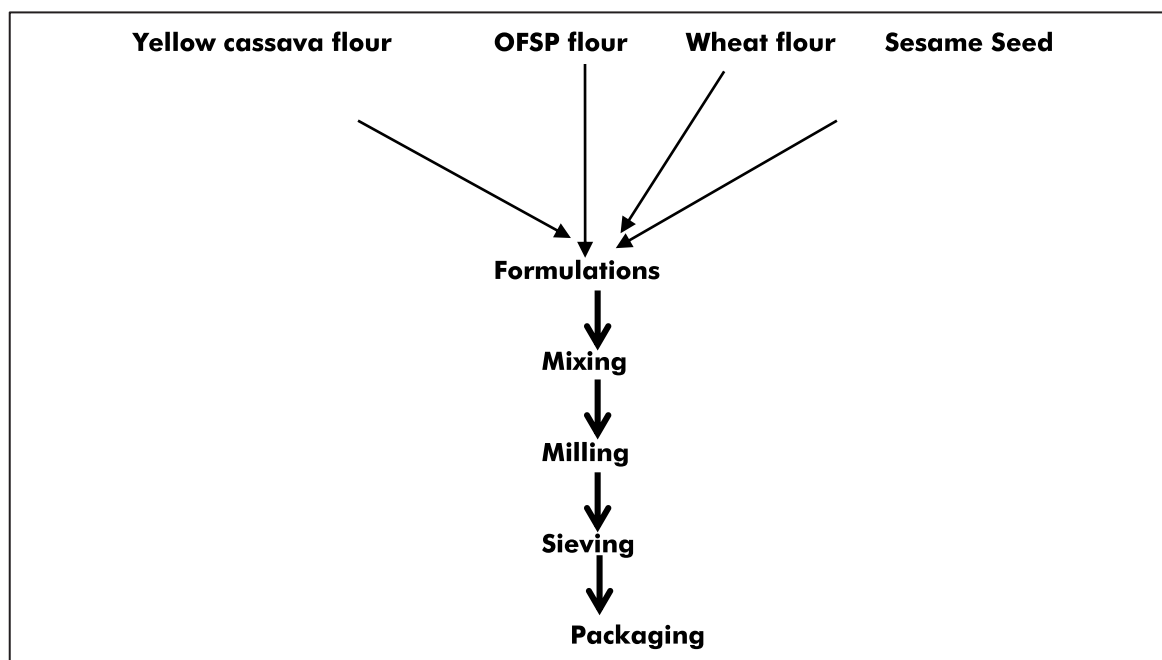 Yellow cassava flour OFSP flour Wheat flour Sesame Seed
Formulations
Mixing
Milling
Sieving
Packaging